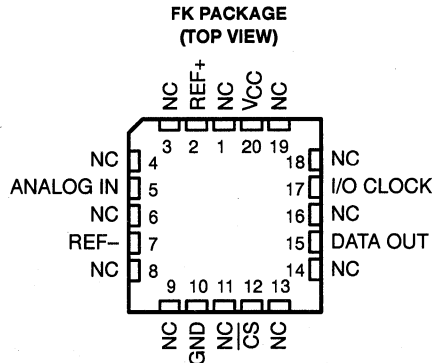 FK PACKAGE
(TOP VIEW)
NC REF+ NC VCC NC
3 2 1 20 19
NC 4 18 NC
ANALOG IN 5 17 I/O CLOCK
NC 6 16 NC
REF– 7 15 DATA OUT
NC 8 14 NC
9 10 11 12 13
NC GND NC CS NC